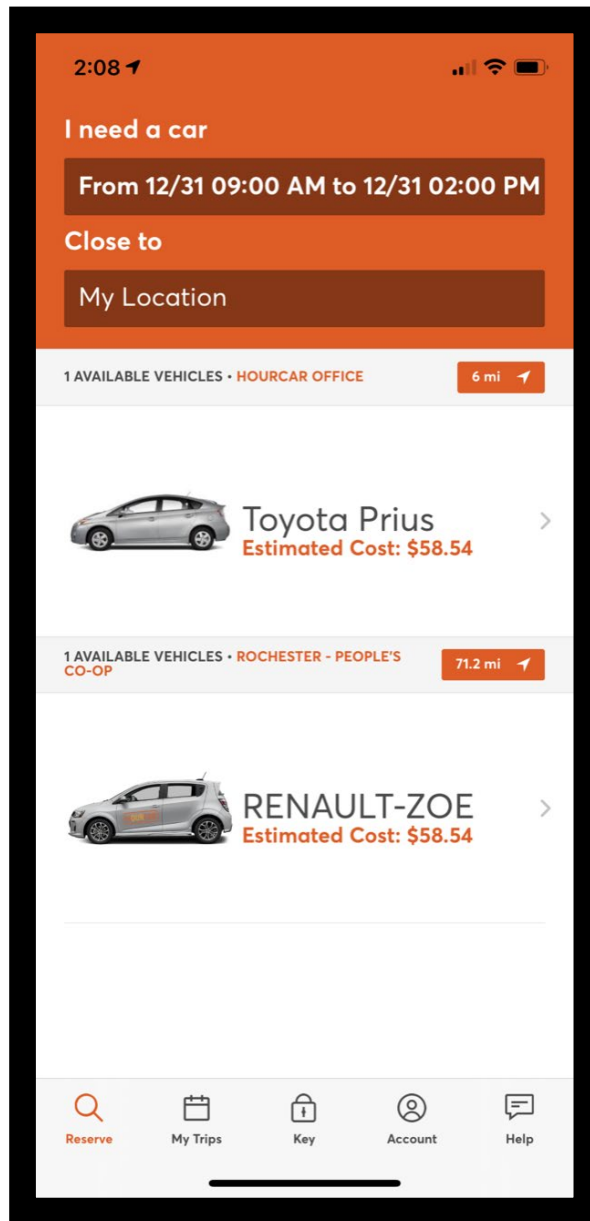 2:08
I need a car
From 12/31 09:00 AM to 12/31 02:00 PM
Close to
My Location
1 AVAILABLE VEHICLES • HOURCAR OFFICE
6 mi
Toyota Prius
Estimated Cost: $58.54
1 AVAILABLE VEHICLES • ROCHESTER - PEOPLE'S
CO-OP
71.2 mi
RENAULT-ZOE
Estimated Cost: $58.54
Reserve
My Trips
Key
Account
Help